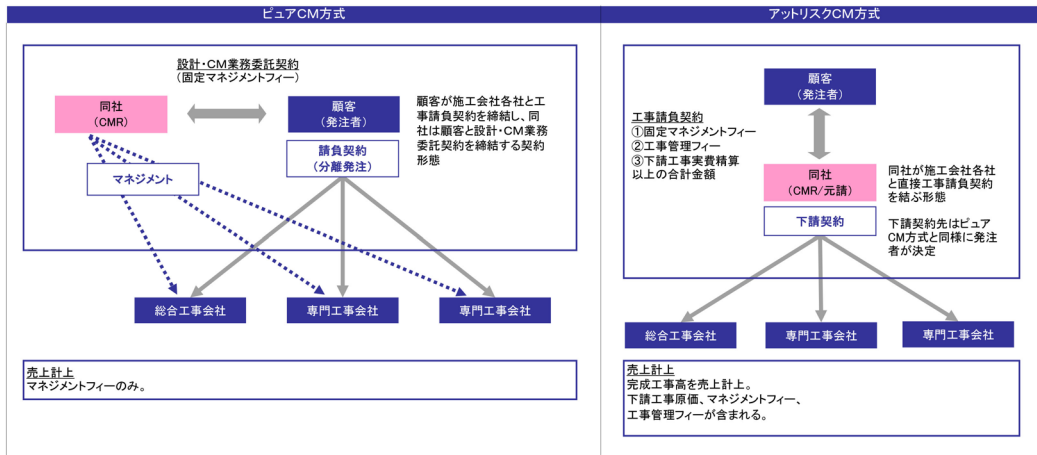 ピュアCM方式
設計・CM業務委託契約
（固定マネジメントフィー）
同社
（CMR）
顧客
（発注者）
顧客が施工会社各社と工
事請負契約を締結し、同
社は顧客と設計・CM業務
委託契約を締結する契約
形態
請負契約
（分離発注）
マネジメント
総合工事会社
専門工事会社
専門工事会社
売上計上
マネジメントフィーのみ。
アットリスクCM方式
顧客
（発注者）
工事請負契約
①固定マネジメントフィー
②工事管理フィー
③下請工事実費精算
以上の合計金額
同社
（CMR/元請）
同社が施工会社各社
と直接工事請負契約
を結ぶ形態
下請契約
下請契約先はピュア
CM方式と同様に発注
者が決定
総合工事会社
専門工事会社
専門工事会社
売上計上
完成工事高を売上計上。
下請工事原価、マネジメントフィー、
工事管理フィーが含まれる。